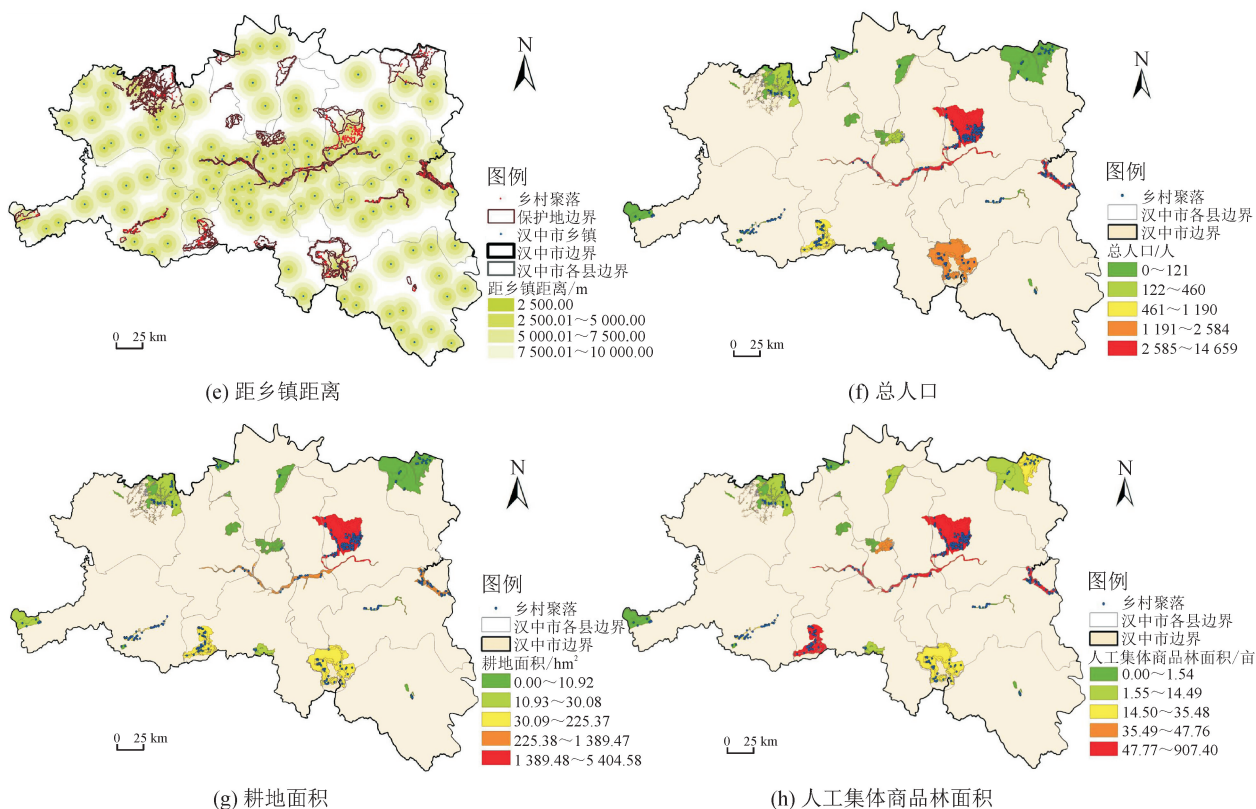 N
图例
乡村聚落
保护地边界
汉中市乡镇
汉中市边界
汉中市各县边界
距乡镇距离/m
2 500.00
2 500.01～5 000.00
5 000.01～7 500.00
7 500.01～10 000.00
0 25 km
(e) 距乡镇距离
N
图例
乡村聚落
汉中市各县边界
汉中市边界
总人口/人
0～121
122～460
461～1 190
1 191～2 584
2 585～14 659
0 25 km
(f) 总人口
N
图例
乡村聚落
汉中市各县边界
汉中市边界
耕地面积/hm²
0.00～10.92
10.93～30.08
30.09～225.37
225.38～1 389.47
1 389.48～5 404.58
0 25 km
(g) 耕地面积
N
图例
乡村聚落
汉中市各县边界
汉中市边界
人工集体商品林面积/亩
0.00～1.54
1.55～14.49
14.50～35.48
35.49～47.76
47.77～907.40
0 25 km
(h) 人工集体商品林面积